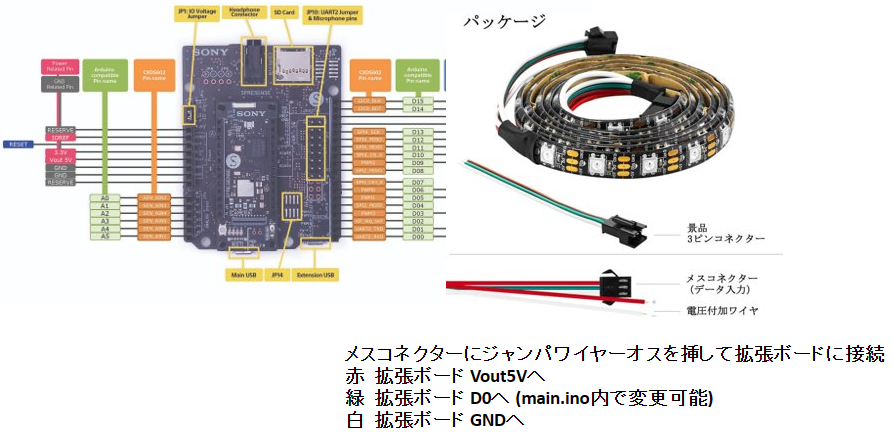 JP1: IO Voltage
Jumper
Headphone
Connector
SD Card
JP10: UART2 Jumper
& Microphone pins
Power
Related Pin
GND
Related Pin
Arduino
compatible
Pin-name
CXD5602
Pin-name
SONY
SPRESENSE
SONY
CXD5602
Pin-name
Arduino
compatible
Pin-name
RESET
RESERVE
IOREF
3.3V
Vout 5V
GND
GND
RESERVE
A0
A1
A2
A3
A4
A5
D15
D14
D13
D12
D11
D10
D09
D08
D07
D06
D05
D04
D03
D02
D01
D00
Main USB
JP14
Extension USB
パッケージ
景品
3ピンコネクター
メスコネクター
(データ入力)
電圧付加ワイヤ
メスコネクターにジャンパワイヤーオスを挿して拡張ボードに接続
赤 拡張ボード Vout5Vへ
緑 拡張ボード D0へ (main.ino内で変更可能)
白 拡張ボード GNDへ